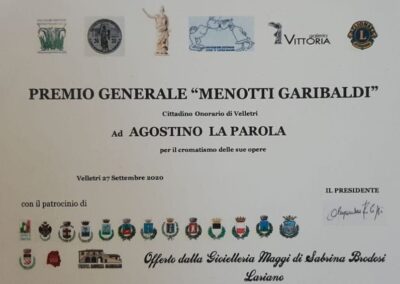 VITTORIA
PREMIO GENERALE “MENOTTI GARIBALDI”
Cittadino Onorario di Velletri
Ad AGOSTINO LA PAROLA
per il cromatismo delle sue opere
Velletri 27 Settembre 2020
IL PRESIDENTE
con il patrocinio di
Offerto dalla Gioielleria Maggi di Sabrina Brodosi
Lariano